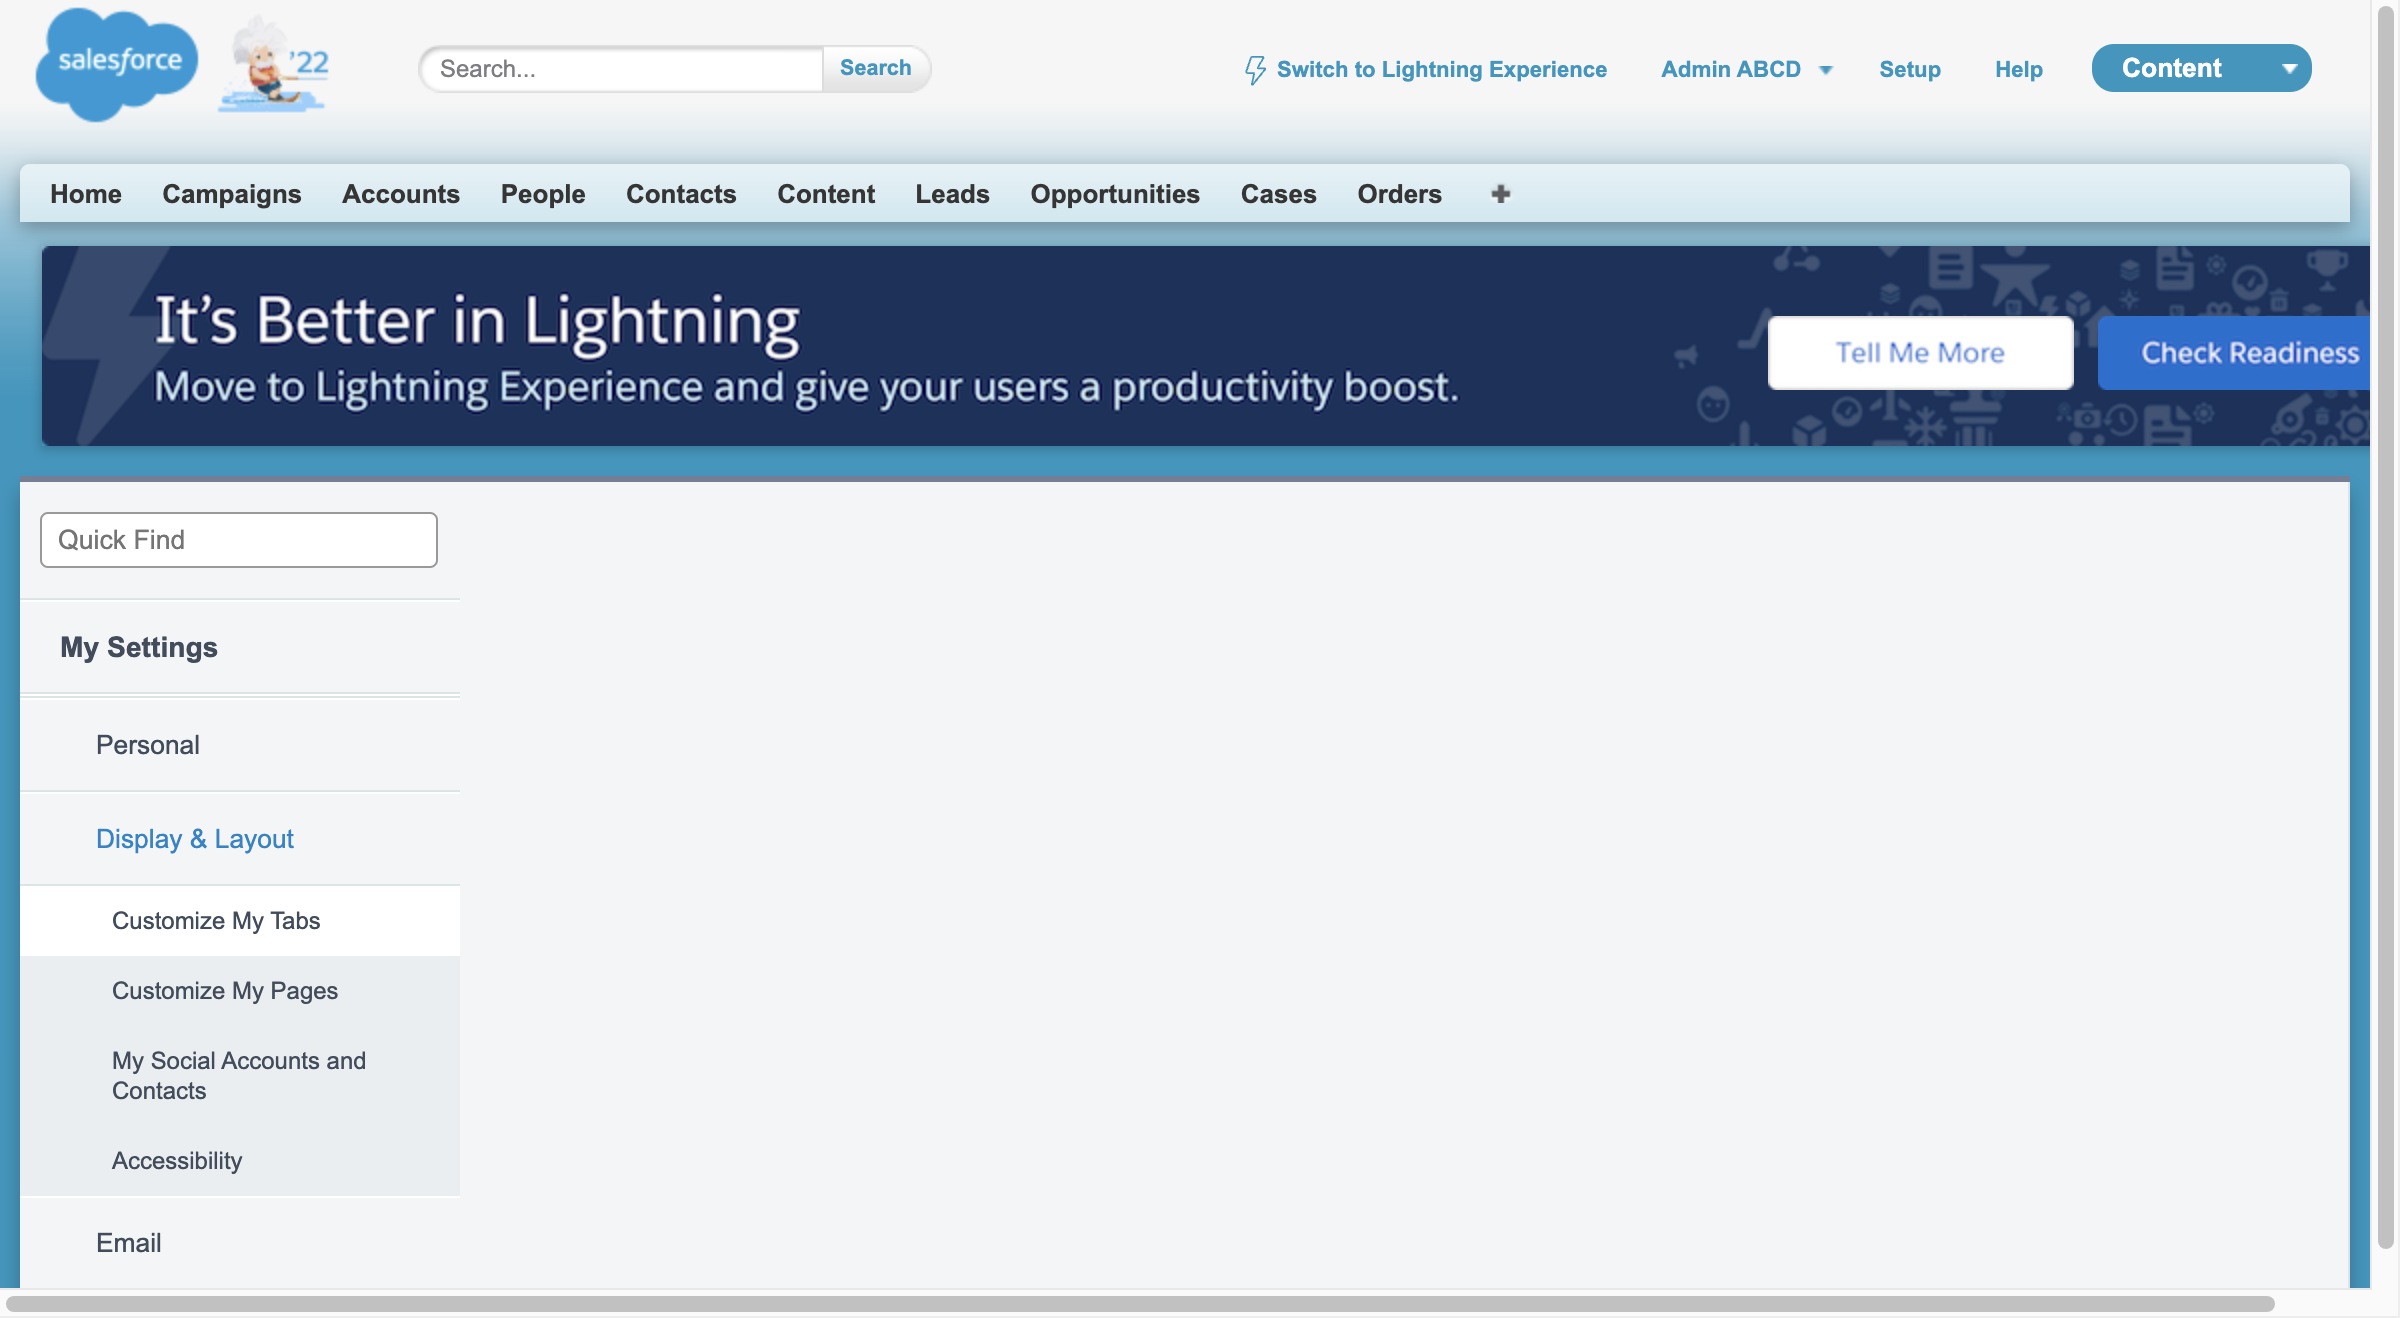 salesforce
’22
Search...
Search
Switch to Lightning Experience
Admin ABCD
Setup
Help
Content
Home
Campaigns
Accounts
People
Contacts
Content
Leads
Opportunities
Cases
Orders
It’s Better in Lightning
Move to Lightning Experience and give your users a productivity boost.
Tell Me More
Check Readiness
Quick Find
My Settings
Personal
Display & Layout
Customize My Tabs
Customize My Pages
My Social Accounts and
Contacts
Accessibility
Email